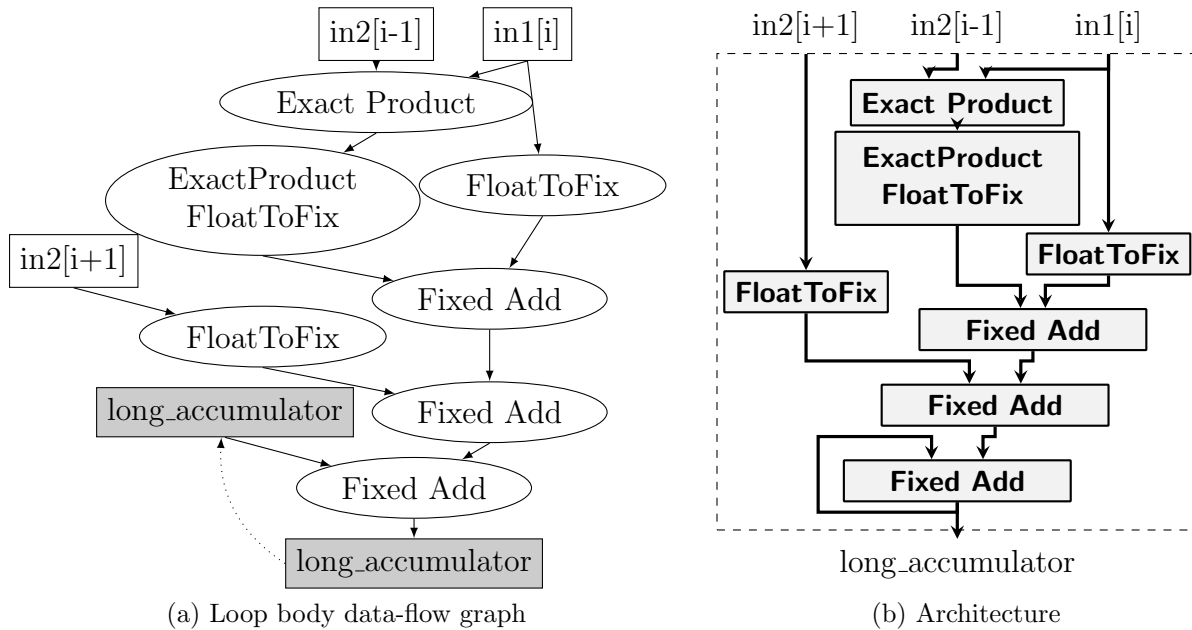 in2[i-1]
in1[i]
Exact Product
ExactProduct
FloatToFix
FloatToFix
in2[i+1]
Fixed Add
FloatToFix
long_accumulator
Fixed Add
Fixed Add
long_accumulator
(a) Loop body data-flow graph
in2[i+1]
in2[i-1]
in1[i]
Exact Product
ExactProduct
FloatToFix
FloatToFix
FloatToFix
Fixed Add
Fixed Add
Fixed Add
long_accumulator
(b) Architecture